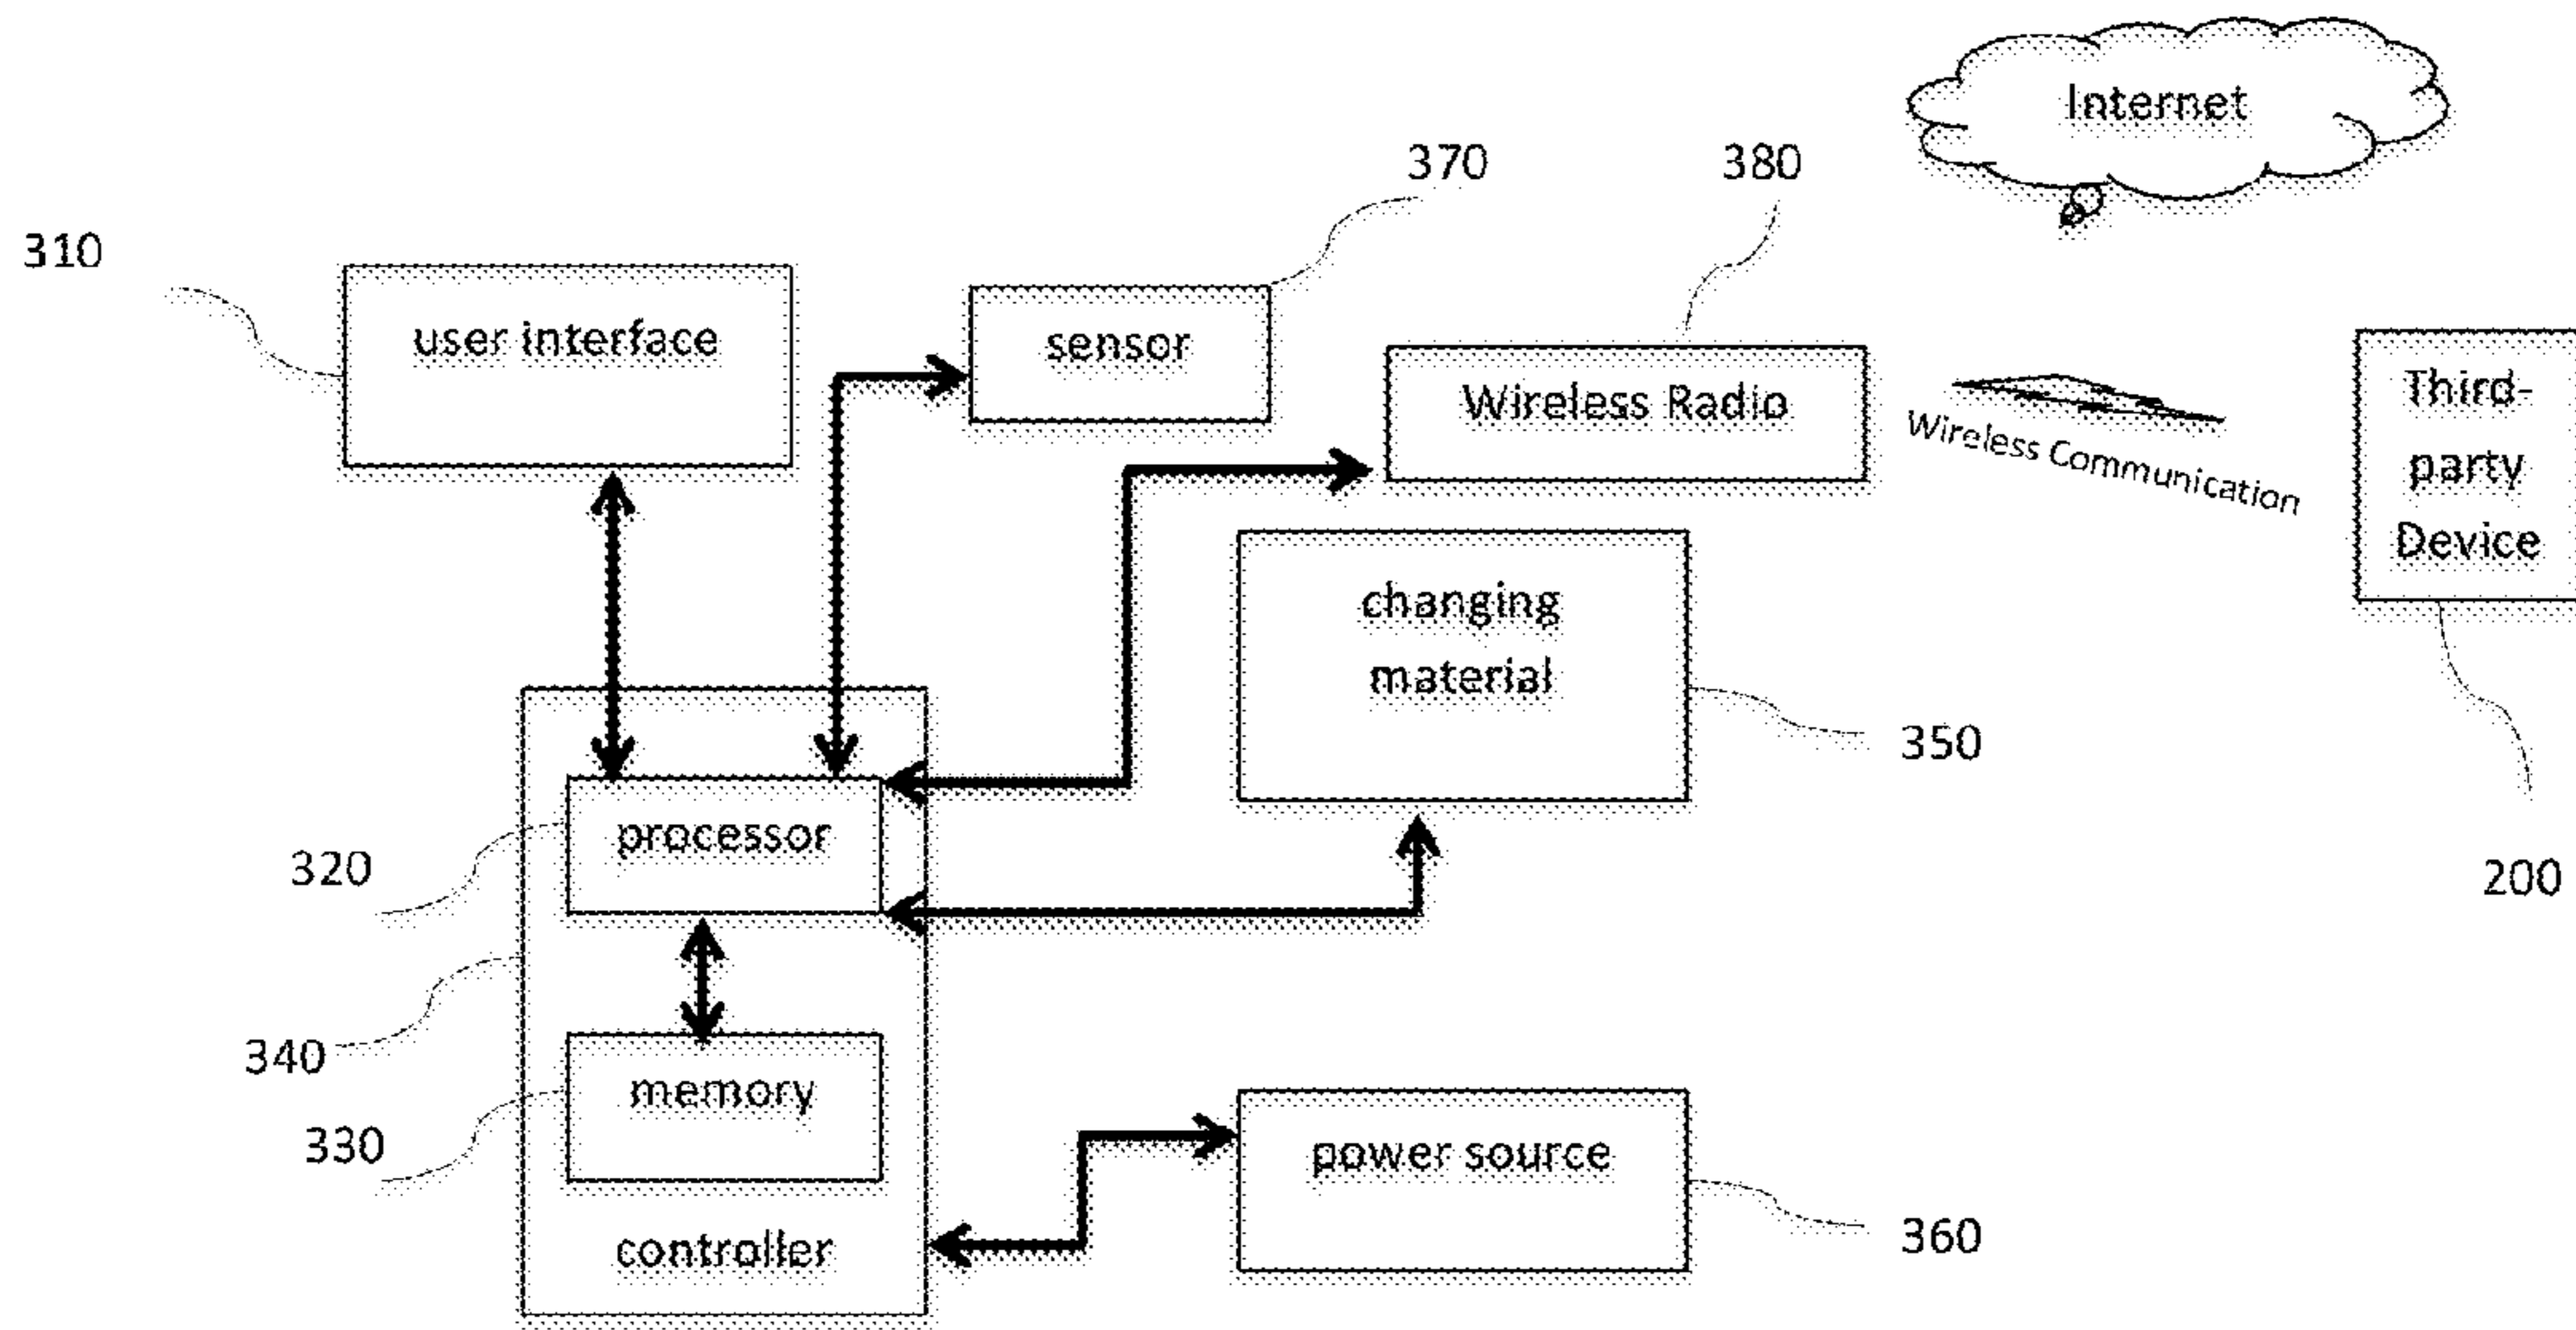 Internet
370
380
310
user interface
sensor
Wireless Radio
Wireless Communication
Third-
party
Device
changing
material
350
processor
320
200
340
memory
330
power source
controller
360